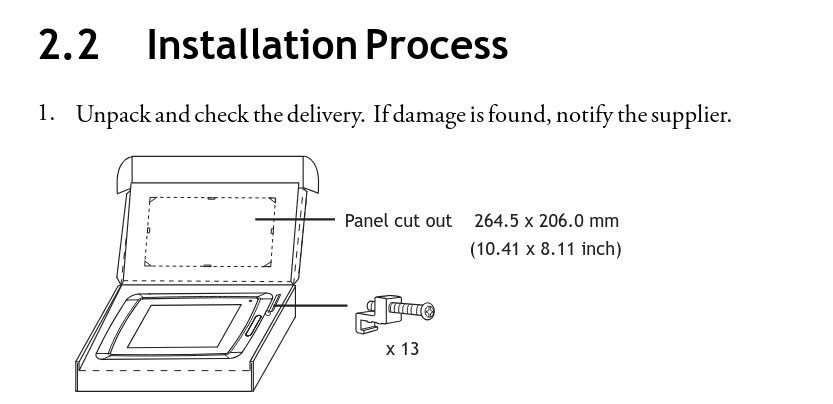 2.2 Installation Process
1. Unpack and check the delivery. If damage is found, notify the supplier.
Panel cut out 264.5 x 206.0 mm
(10.41 x 8.11 inch)
x 13